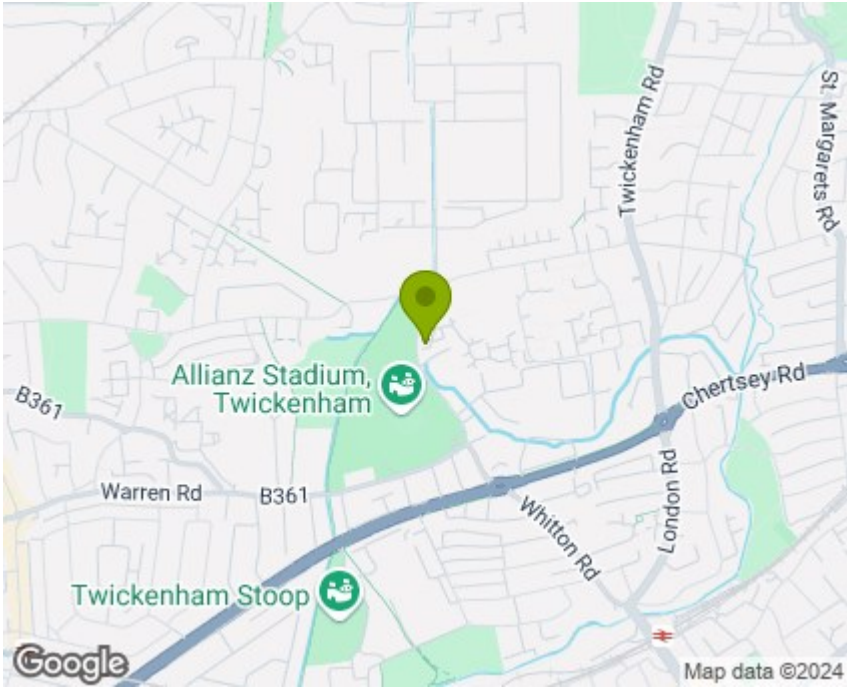 Twickenham Rd
St. Margarets Rd
Allianz Stadium,
Twickenham
Chertsey Rd
B361
Warren Rd
B361
London Rd
Whitton Rd
Twickenham Stoop
Google
Map data ©2024